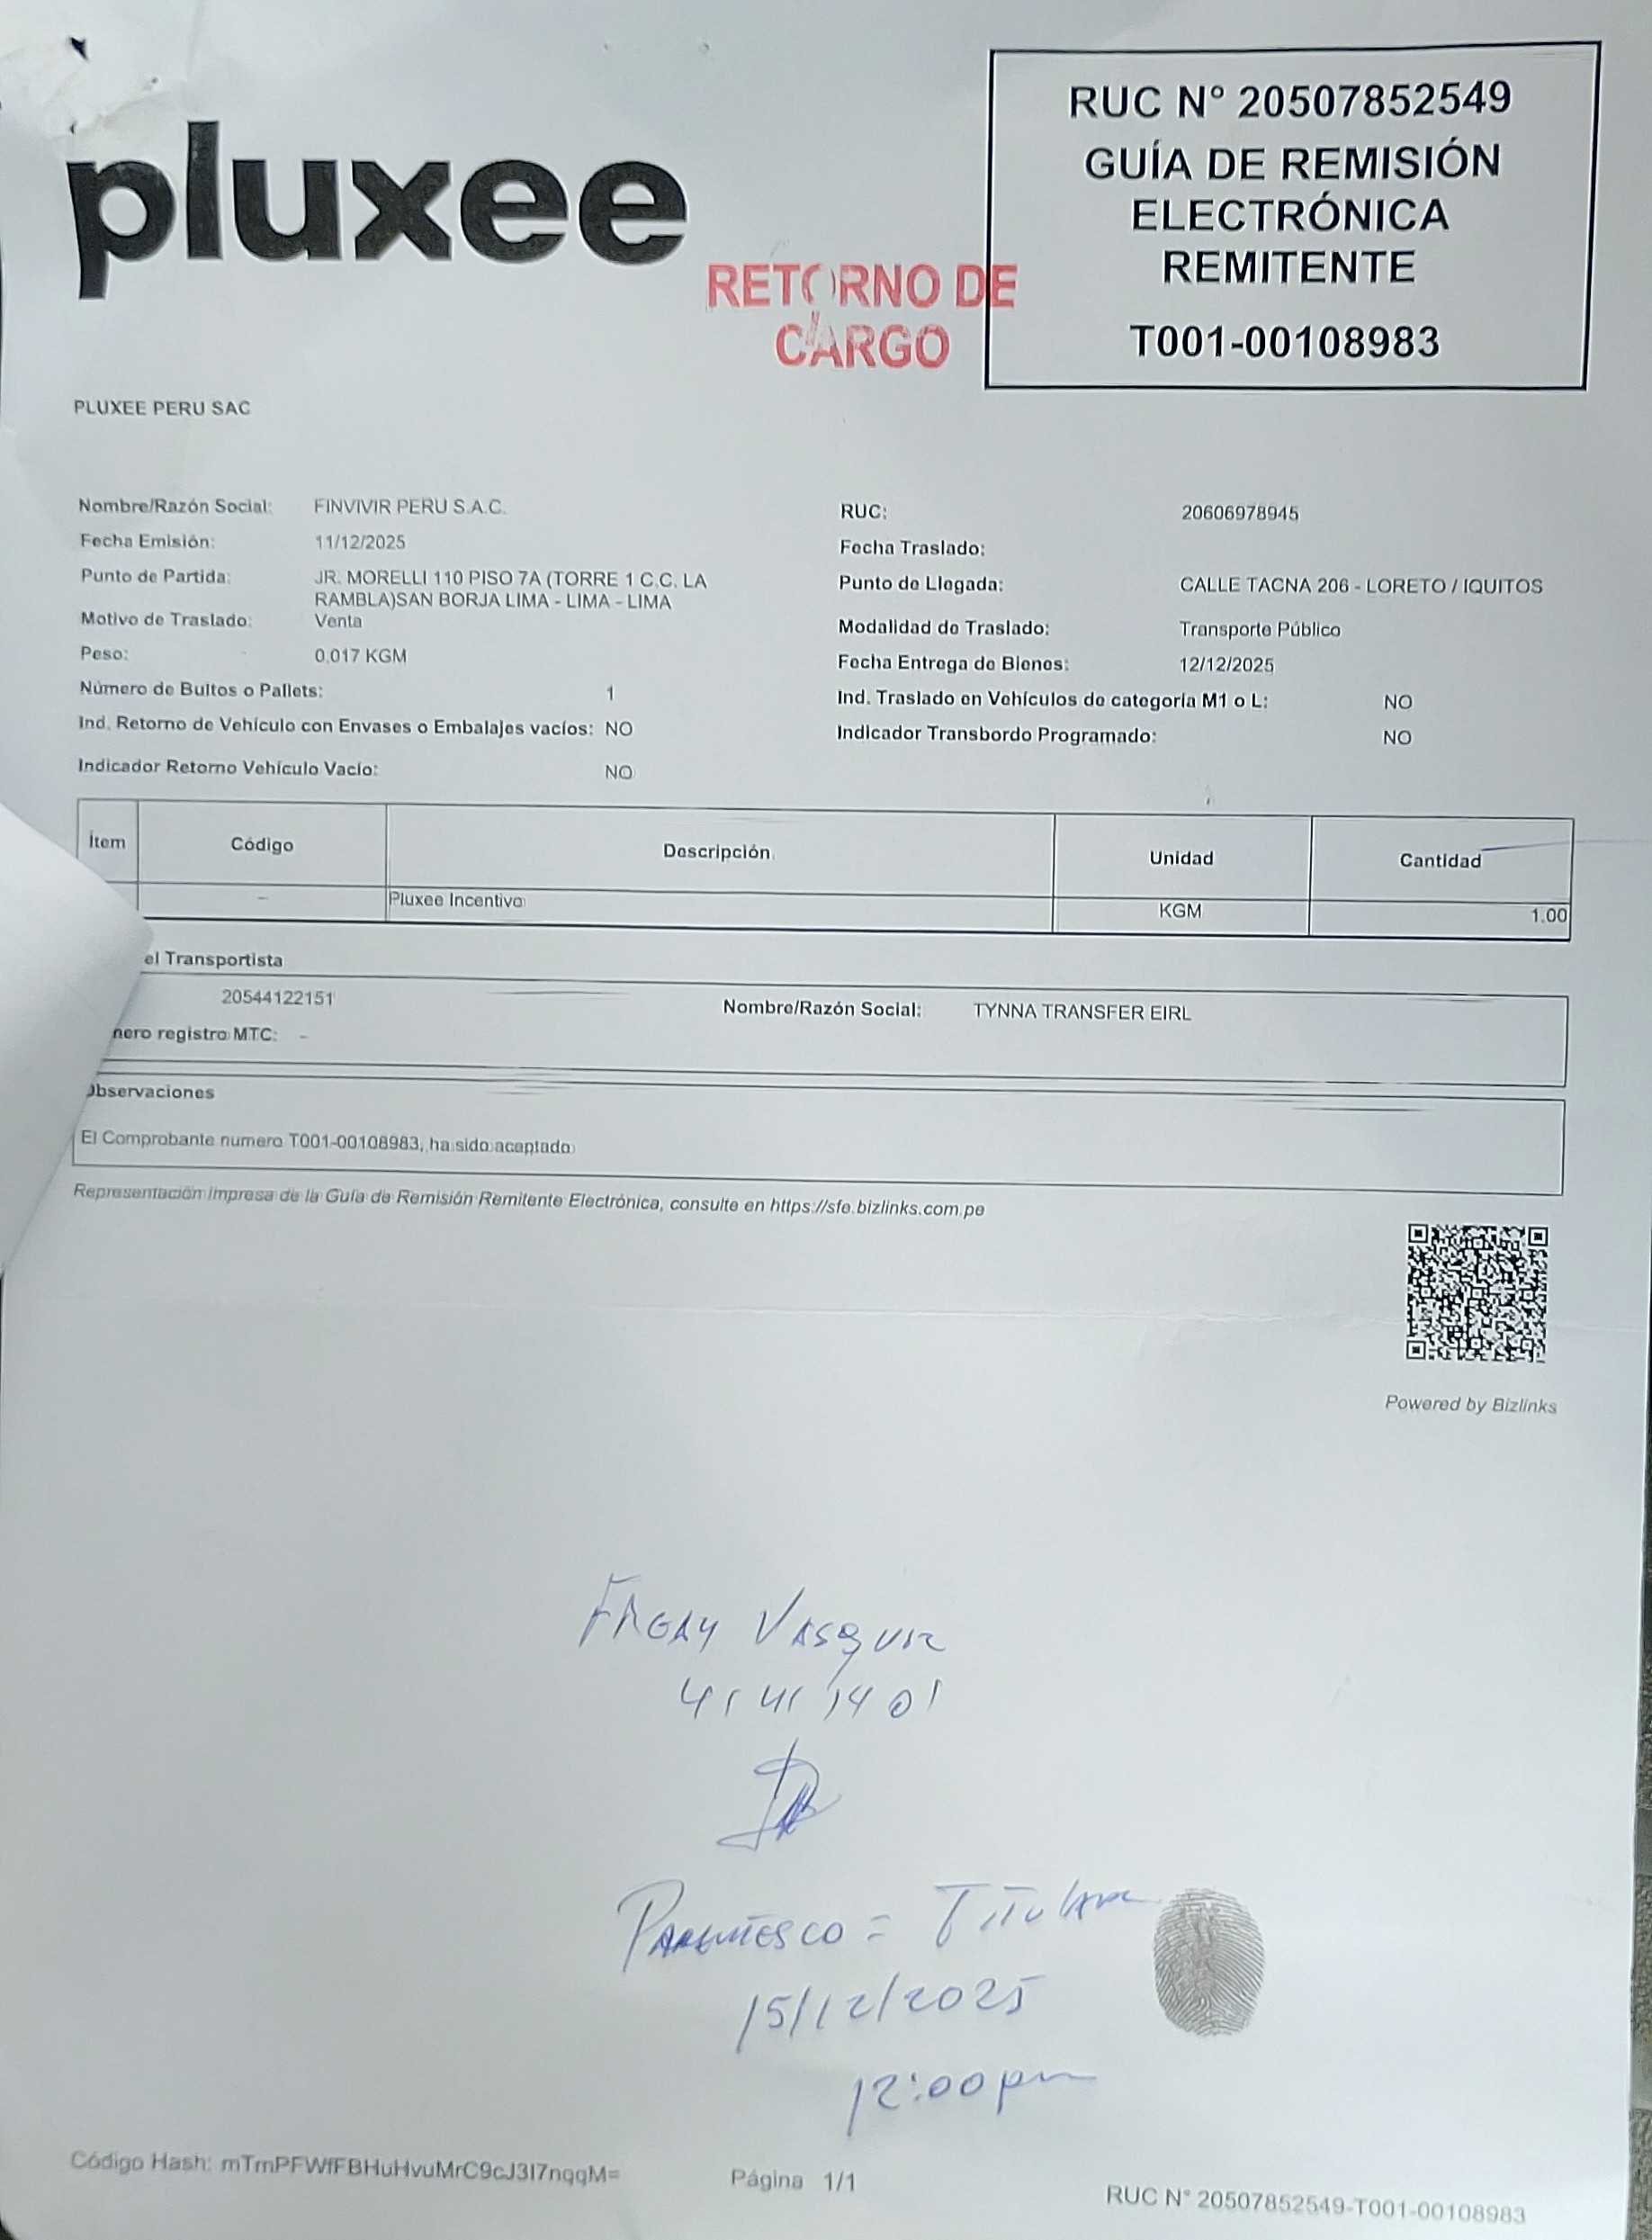 pluxee
RUC N° 20507852549
GUÍA DE REMISIÓN
ELECTRÓNICA
REMITENTE
T001-00108983
RETORNO DE
CARGO
PLUXEE PERU SAC
Nombre/Razón Social: FINVIVIR PERU S.A.C.
Fecha Emisión: 11/12/2025
Punto de Partida: JR. MORELLI 110 PISO 7A (TORRE 1 C.C. LA
RAMBLA)SAN BORJA LIMA - LIMA - LIMA
Motivo de Traslado: Venta
Peso: 0.017 KGM
Número de Bultos o Pallets: 1
Ind. Retorno de Vehículo con Envases o Embalajes vacíos: NO
Indicador Retorno Vehículo Vacío: NO
RUC: 20606978945
Fecha Traslado:
Punto de Llegada: CALLE TACNA 206 - LORETO / IQUITOS
Modalidad de Traslado: Transporte Público
Fecha Entrega de Bienes: 12/12/2025
Ind. Traslado en Vehículos de categoría M1 o L: NO
Indicador Transbordo Programado: NO
Ítem Código Descripción Unidad Cantidad
- Pluxee Incentivo KGM 1.00
el Transportista
20544122151 Nombre/Razón Social: TYNNA TRANSFER EIRL
nero registro MTC: -
Observaciones
El Comprobante numero T001-00108983, ha sido aceptado
Representación impresa de la Guía de Remisión Remitente Electrónica, consulte en https://sfe.bizlinks.com.pe
Powered by Bizlinks
Vasquez
41411401
Parentesco = Titular
15/12/2025
12:00pm
Código Hash: mTmPFWfFBHuHvuMrC9cJ3I7nqqM=
Página 1/1
RUC N° 20507852549-T001-00108983